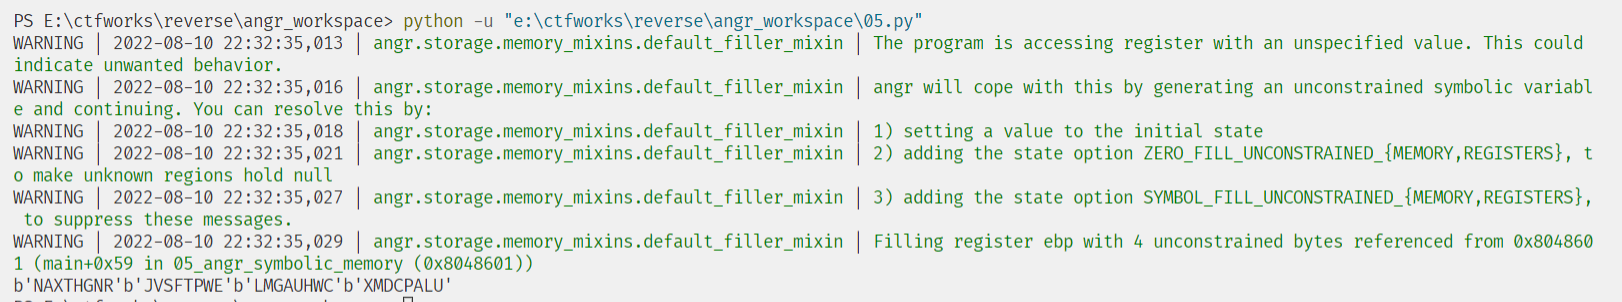 PS E:\ctfworks\reverse\angr_workspace> python -u "e:\ctfworks\reverse\angr_workspace\05.py"
WARNING | 2022-08-10 22:32:35,013 | angr.storage.memory_mixins.default_filler_mixin | The program is accessing register with an unspecified value. This could
indicate unwanted behavior.
WARNING | 2022-08-10 22:32:35,016 | angr.storage.memory_mixins.default_filler_mixin | angr will cope with this by generating an unconstrained symbolic variabl
e and continuing. You can resolve this by:
WARNING | 2022-08-10 22:32:35,018 | angr.storage.memory_mixins.default_filler_mixin | 1) setting a value to the initial state
WARNING | 2022-08-10 22:32:35,021 | angr.storage.memory_mixins.default_filler_mixin | 2) adding the state option ZERO_FILL_UNCONSTRAINED_{MEMORY,REGISTERS}, t
o make unknown regions hold null
WARNING | 2022-08-10 22:32:35,027 | angr.storage.memory_mixins.default_filler_mixin | 3) adding the state option SYMBOL_FILL_UNCONSTRAINED_{MEMORY,REGISTERS},
 to suppress these messages.
WARNING | 2022-08-10 22:32:35,029 | angr.storage.memory_mixins.default_filler_mixin | Filling register ebp with 4 unconstrained bytes referenced from 0x804860
1 (main+0x59 in 05_angr_symbolic_memory (0x8048601))
b'NAXTHGNR'b'JVSFTPWE'b'LMGAUHWC'b'XMDCPALU'